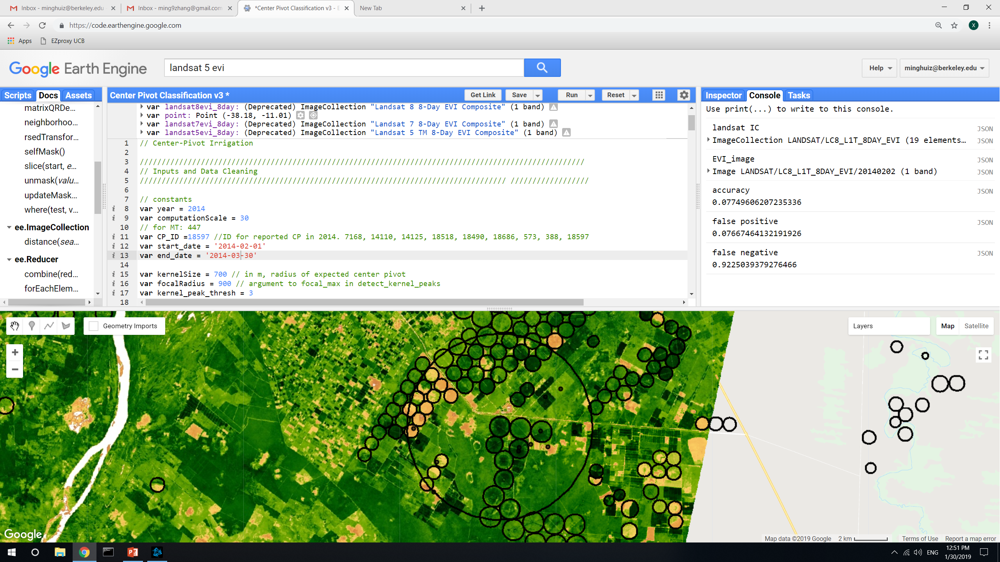 Inbox - minghuiz@berkeley.edu
Inbox - ming9zhang@gmail.com
*Center Pivot Classification v3 - E
New Tab
https://code.earthengine.google.com
X
Apps
EZproxy UCB
Google Earth Engine
landsat 5 evi
Help
minghuiz@berkeley.edu
Scripts Docs Assets
matrixQRDe...
neighborhoo...
rsedTransfor...
selfMask()
slice(start, e...
unmask(valu...
updateMask...
where(test, v...
ee.ImageCollection
distance(sea...
ee.Reducer
combine(red...
forEachElem...
Center Pivot Classification v3 *
Get Link Save Run Reset
var landsat8evi_8day: (Deprecated) ImageCollection "Landsat 8 8-Day EVI Composite" (1 band)
var point: Point (-38.18, -11.01)
var landsat7evi_8day: (Deprecated) ImageCollection "Landsat 7 8-Day EVI Composite" (1 band)
var landsat5evi_8day: (Deprecated) ImageCollection "Landsat 5 TM 8-Day EVI Composite" (1 band)
1 // Center-Pivot Irrigation
2
3 //////////////////////////////////////////////////////////////////////////////////////////////////////
4 // Inputs and Data Cleaning
5 //////////////////////////////////////////////////////////////////////////////////// //////////////////
6
7 // constants
i 8 var year = 2014
i 9 var computationScale = 30
10 // for MT: 447
i 11 var CP_ID =18597 //ID for reported CP in 2014. 7168, 14110, 14125, 18518, 18490, 18686, 573, 388, 18597
i 12 var start_date = '2014-02-01'
i 13 var end_date = '2014-03-30'
14
i 15 var kernelSize = 700 // in m, radius of expected center pivot
i 16 var focalRadius = 900 // argument to focal_max in detect_kernel_peaks
i 17 var kernel_peak_thresh = 3
18
Inspector Console Tasks
Use print(...) to write to this console.
landsat IC JSON
ImageCollection LANDSAT/LC8_L1T_8DAY_EVI (19 elements… JSON
EVI_image JSON
Image LANDSAT/LC8_L1T_8DAY_EVI/20140202 (1 band) JSON
accuracy JSON
0.07749606207235336
false positive JSON
0.07667464132191926
false negative JSON
0.9225039379276466
Geometry Imports
Layers
Map Satellite
+
−
Google
Map data ©2019 Google 2 km Terms of Use Report a map error
ENG
12:51 PM
1/30/2019